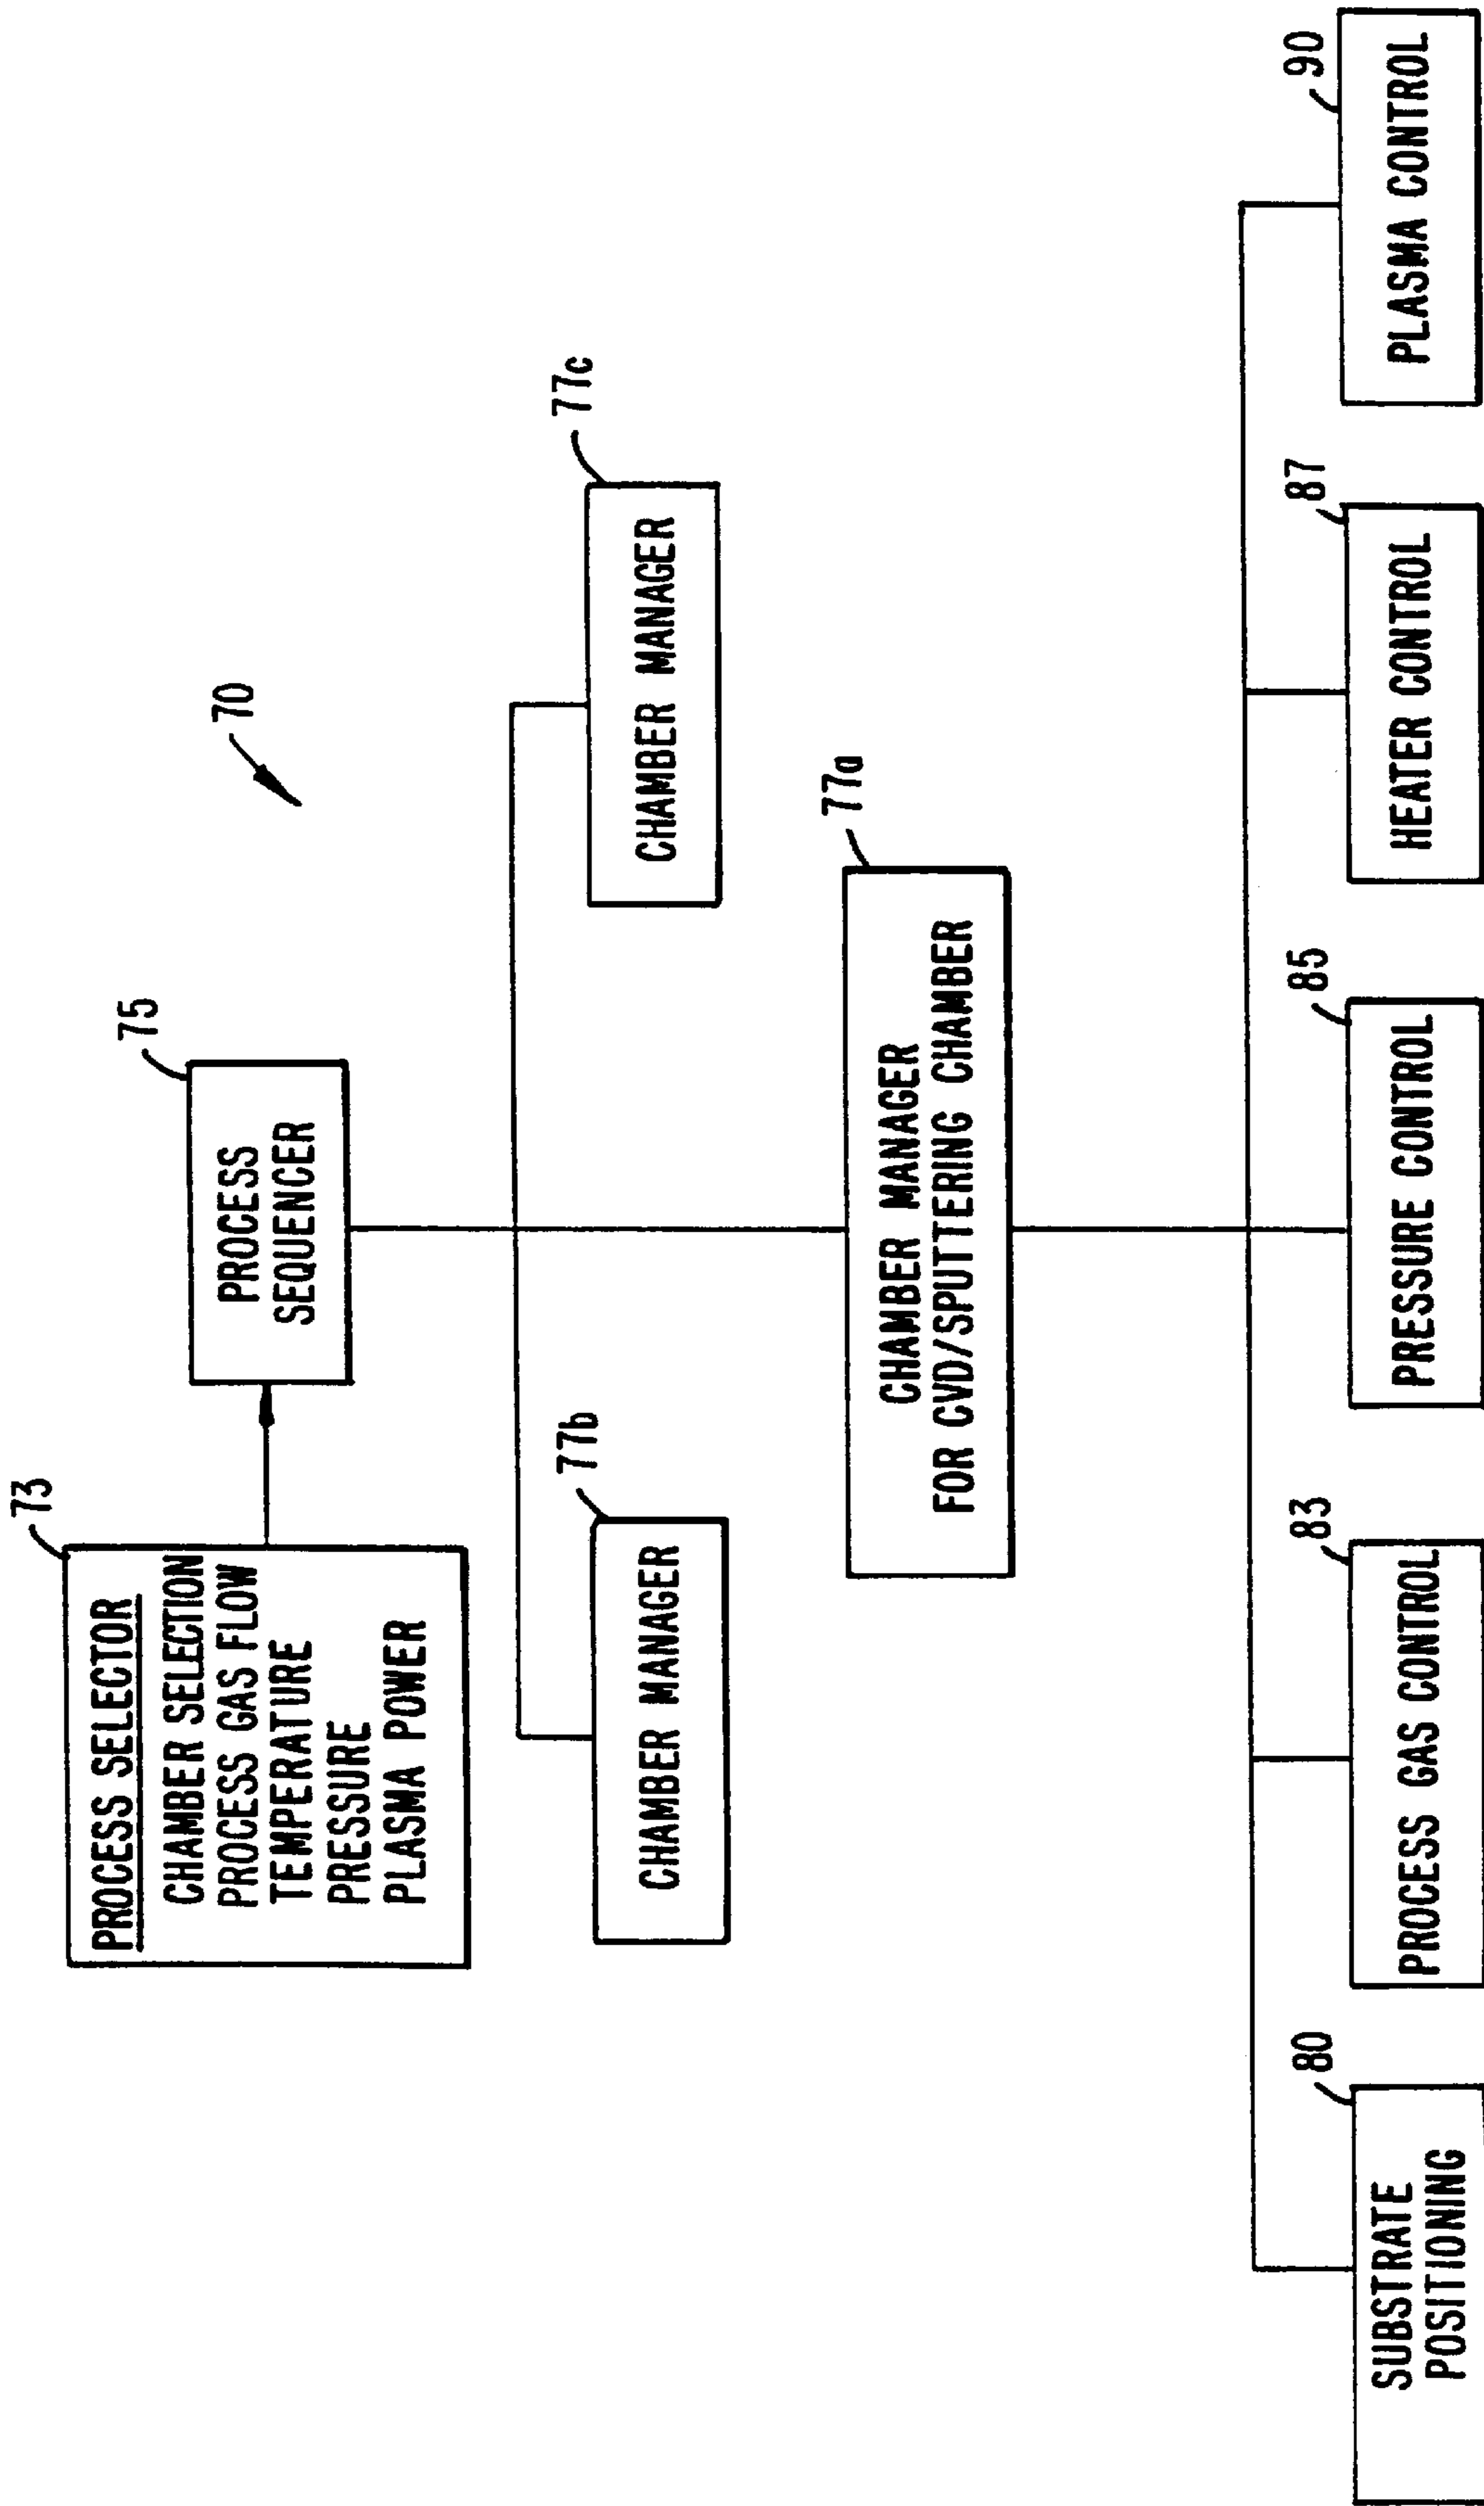 70
73
PROCESS SELECTOR
CHAMBER SELECTION
PROCESS GAS FLOW
TEMPERATURE
PRESSURE
PLASMA POWER
75
PROCESS
SEQUENCER
77b
CHAMBER MANAGER
77c
CHAMBER MANAGER
77a
CHAMBER MANAGER
FOR CVD/SPUTTERING CHAMBER
80
SUBSTRATE
POSITIONING
83
PROCESS GAS CONTROL
85
PRESSURE CONTROL
87
HEATER CONTROL
90
PLASMA CONTROL